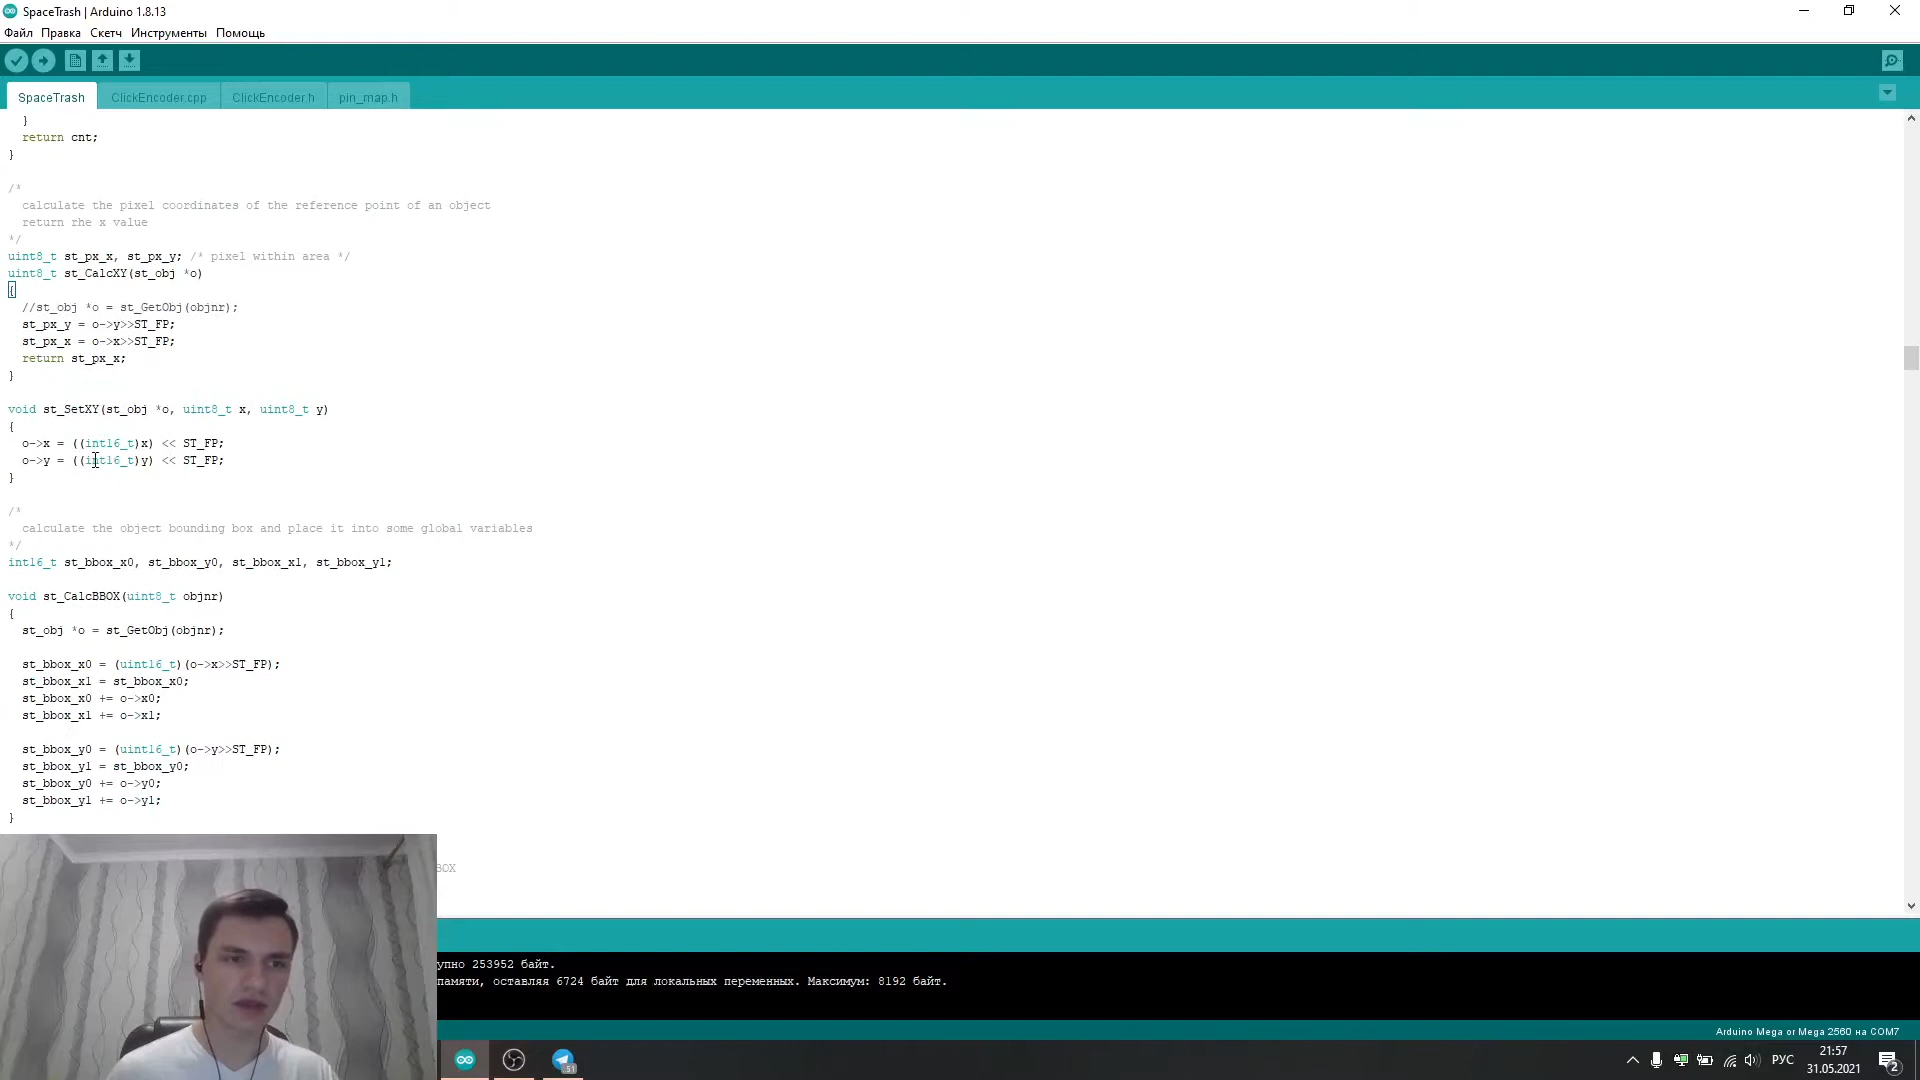 SpaceTrash | Arduino 1.8.13
Файл Правка Скетч Инструменты Помощь
SpaceTrash ClickEncoder.cpp ClickEncoder.h pin_map.h
}
return cnt;
}
/*
calculate the pixel coordinates of the reference point of an object
return rhe x value
*/
uint8_t st_px_x, st_px_y; /* pixel within area */
uint8_t st_CalcXY(st_obj *o)
{
//st_obj *o = st_GetObj(objnr);
st_px_y = o->y>>ST_FP;
st_px_x = o->x>>ST_FP;
return st_px_x;
}
void st_SetXY(st_obj *o, uint8_t x, uint8_t y)
{
o->x = ((int16_t)x) << ST_FP;
o->y = ((int16_t)y) << ST_FP;
}
/*
calculate the object bounding box and place it into some global variables
*/
int16_t st_bbox_x0, st_bbox_y0, st_bbox_x1, st_bbox_y1;
void st_CalcBBOX(uint8_t objnr)
{
st_obj *o = st_GetObj(objnr);
st_bbox_x0 = (uint16_t)(o->x>>ST_FP);
st_bbox_x1 = st_bbox_x0;
st_bbox_x0 += o->x0;
st_bbox_x1 += o->x1;
st_bbox_y0 = (uint16_t)(o->y>>ST_FP);
st_bbox_y1 = st_bbox_y0;
st_bbox_y0 += o->y0;
st_bbox_y1 += o->y1;
}
BOX
упно 253952 байт.
памяти, оставляя 6724 байт для локальных переменных. Максимум: 8192 байт.
Arduino Mega or Mega 2560 на COM7
РУС
21:57
31.05.2021
2